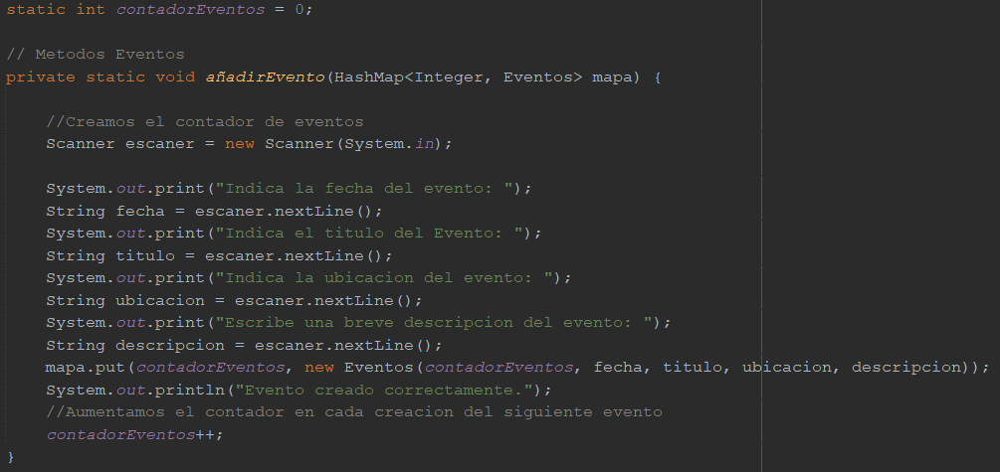 static int contadorEventos = 0;
// Metodos Eventos
private static void añadirEvento(HashMap<Integer, Eventos> mapa) {
//Creamos el contador de eventos
Scanner escaner = new Scanner(System.in);
System.out.print("Indica la fecha del evento: ");
String fecha = escaner.nextLine();
System.out.print("Indica el titulo del Evento: ");
String titulo = escaner.nextLine();
System.out.print("Indica la ubicacion del evento: ");
String ubicacion = escaner.nextLine();
System.out.print("Escribe una breve descripcion del evento: ");
String descripcion = escaner.nextLine();
mapa.put(contadorEventos, new Eventos(contadorEventos, fecha, titulo, ubicacion, descripcion));
System.out.println("Evento creado correctamente.");
//Aumentamos el contador en cada creacion del siguiente evento
contadorEventos++;
}